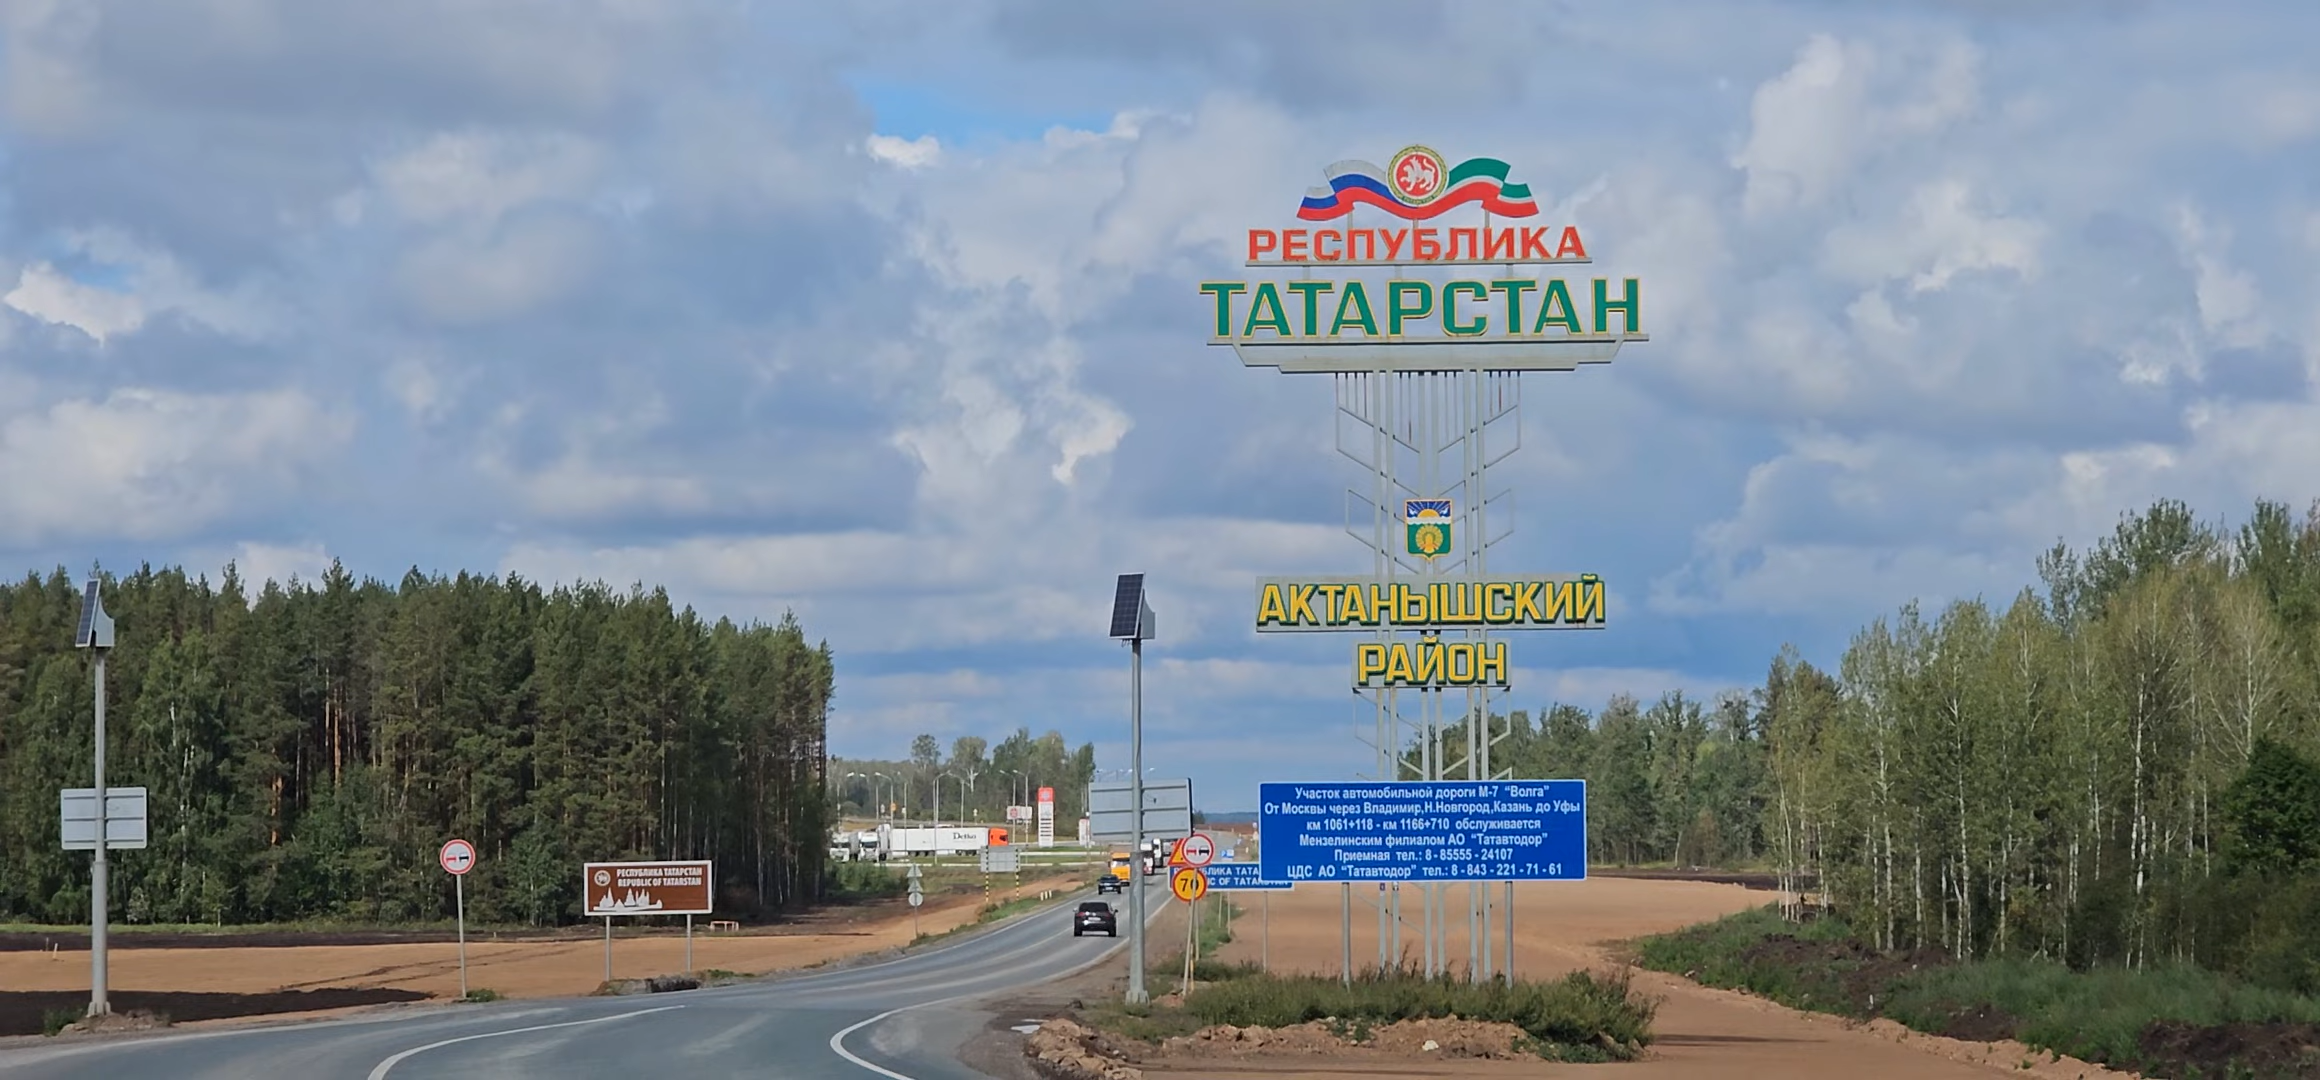 РЕСПУБЛИКА
ТАТАРСТАН
АКТАНЫШСКИЙ
РАЙОН
Участок автомобильной дороги М-7 "Волга"
От Москвы через Владимир,Н.Новгород,Казань до Уфы
км 1061+118 - км 1166+710 обслуживается
Мензелинским филиалом АО "Татавтодор"
Приемная тел.: 8 - 85555 - 24107
ЦДС АО "Татавтодор" тел.: 8 - 843 - 221 - 71 - 61
РЕСПУБЛИКА ТАТАРСТАН
REPUBLIC OF TATARSTAN
70
OF TATARSTAN